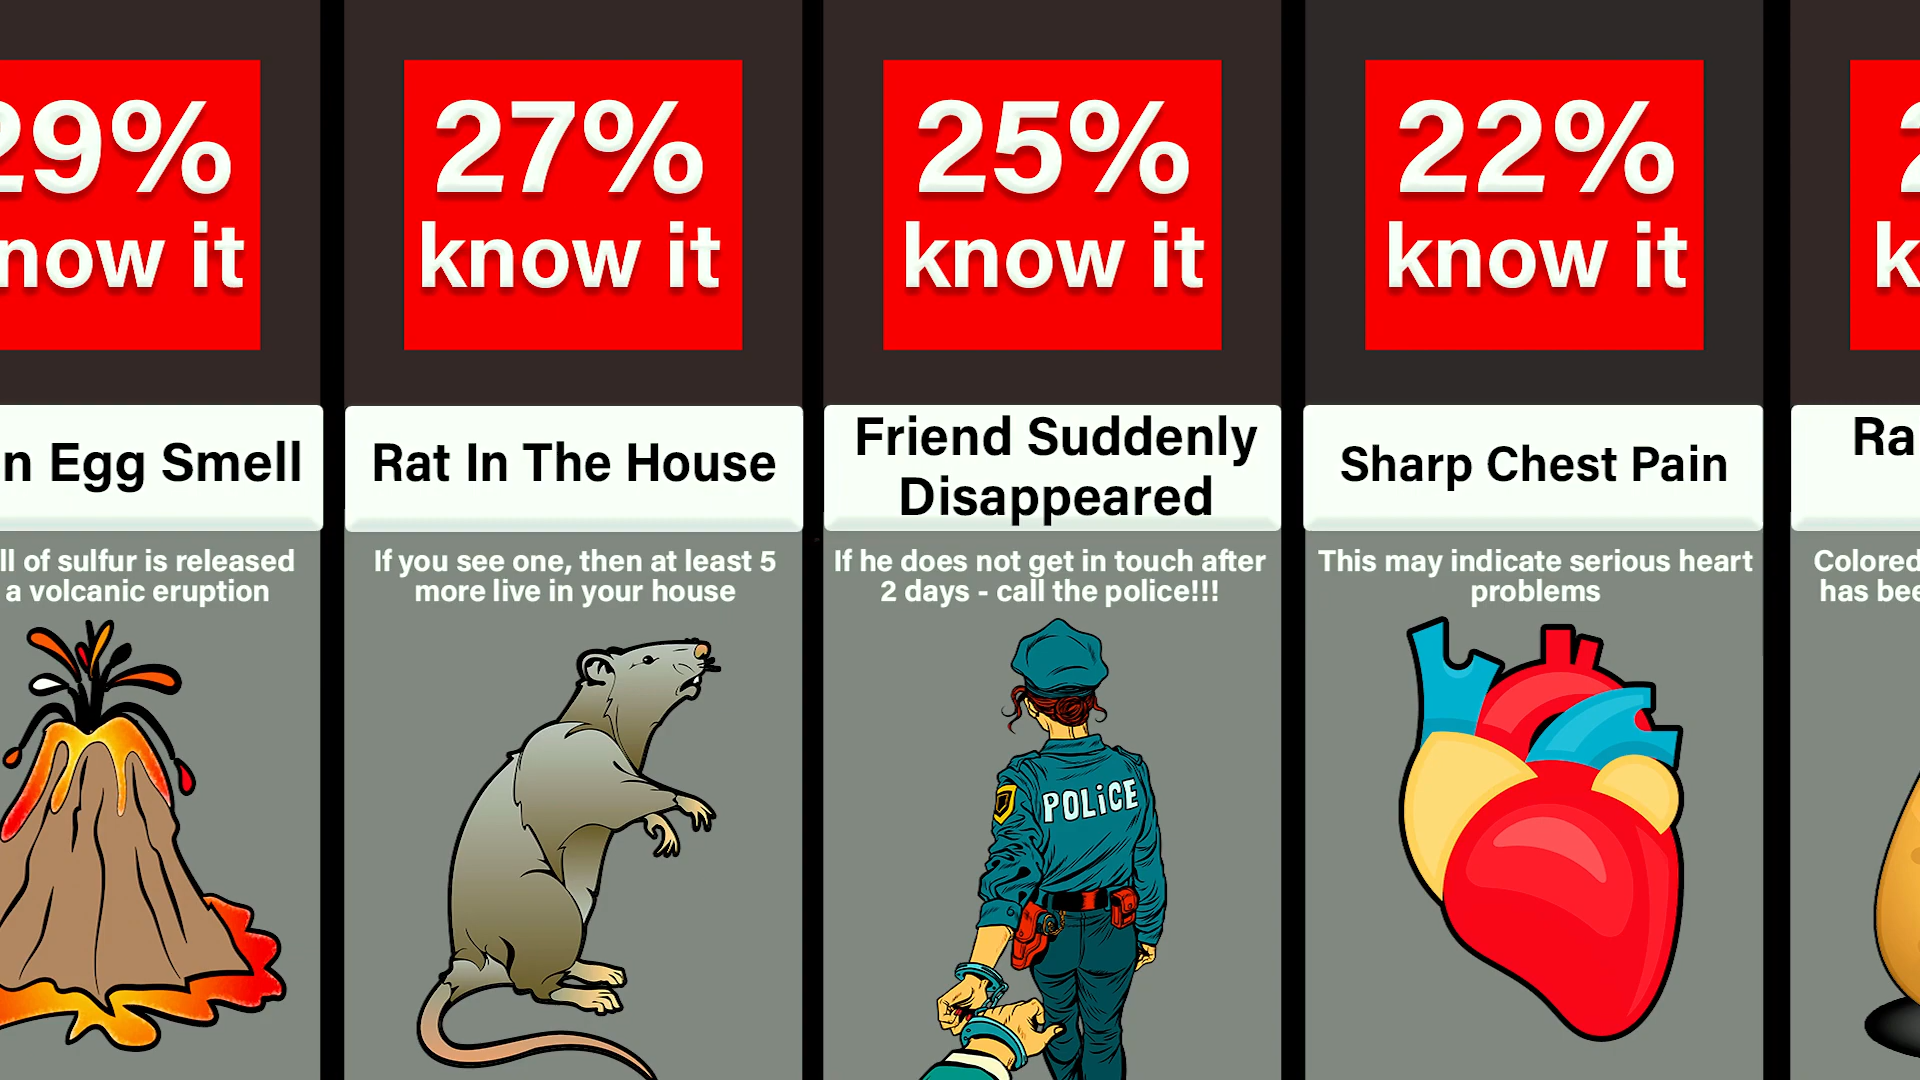 29%
now it
n Egg Smell
ll of sulfur is released
a volcanic eruption
27%
know it
Rat In The House
If you see one, then at least 5
more live in your house
25%
know it
Friend Suddenly
Disappeared
If he does not get in touch after
2 days - call the police!!!
POLiCE
22%
know it
Sharp Chest Pain
This may indicate serious heart
problems
2
k
Ra
Colored
has bee